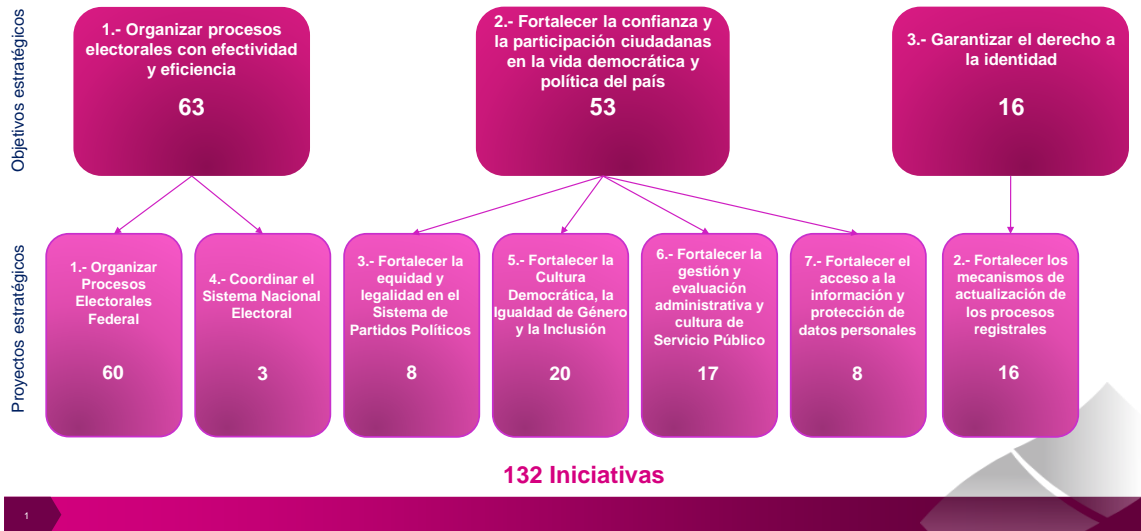 Objetivos estratégicos
1.- Organizar procesos
electorales con efectividad
y eficiencia
63
2.- Fortalecer la confianza y
la participación ciudadanas
en la vida democrática y
política del país
53
3.- Garantizar el derecho a
la identidad
16
Proyectos estratégicos
1.- Organizar
Procesos
Electorales
Federal
60
4.- Coordinar el
Sistema Nacional
Electoral
3
3.- Fortalecer la
equidad y
legalidad en el
Sistema de
Partidos Políticos
8
5.- Fortalecer la
Cultura
Democrática, la
Igualdad de Género
y la Inclusión
20
6.- Fortalecer la
gestión y
evaluación
administrativa y
cultura de
Servicio Público
17
7.- Fortalecer el
acceso a la
información y
protección de
datos personales
8
2.- Fortalecer los
mecanismos de
actualización de
los procesos
registrales
16
132 Iniciativas
1